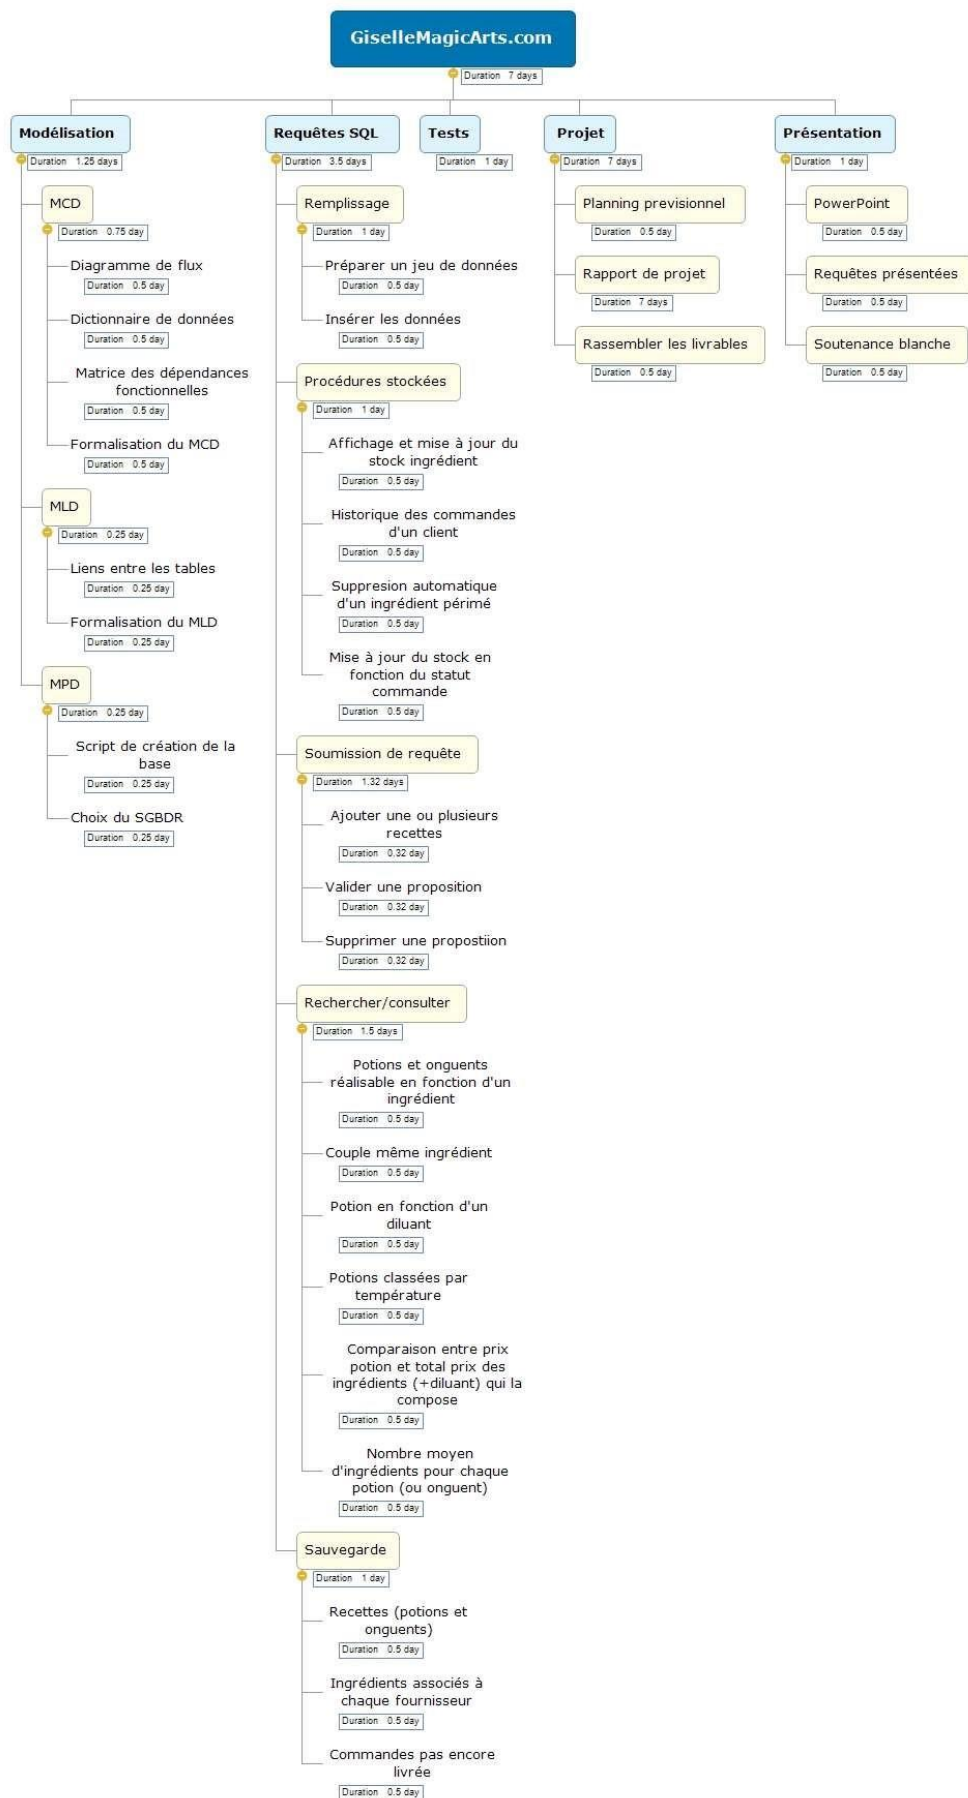 GiselleMagicArts.com
Duration 7 days
Modélisation
Duration 1.25 days
MCD
Duration 0.75 day
Diagramme de flux
Duration 0.5 day
Dictionnaire de données
Duration 0.5 day
Matrice des dépendances
fonctionnelles
Duration 0.5 day
Formalisation du MCD
Duration 0.5 day
MLD
Duration 0.25 day
Liens entre les tables
Duration 0.25 day
Formalisation du MLD
Duration 0.25 day
MPD
Duration 0.25 day
Script de création de la
base
Duration 0.25 day
Choix du SGBDR
Duration 0.25 day
Requêtes SQL
Duration 3.5 days
Remplissage
Duration 1 day
Préparer un jeu de données
Duration 0.5 day
Insérer les données
Duration 0.5 day
Procédures stockées
Duration 1 day
Affichage et mise à jour du
stock ingrédient
Duration 0.5 day
Historique des commandes
d'un client
Duration 0.5 day
Suppresion automatique
d'un ingrédient périmé
Duration 0.5 day
Mise à jour du stock en
fonction du statut
commande
Duration 0.5 day
Soumission de requête
Duration 1.32 days
Ajouter une ou plusieurs
recettes
Duration 0.32 day
Valider une proposition
Duration 0.32 day
Supprimer une propostiion
Duration 0.32 day
Rechercher/consulter
Duration 1.5 days
Potions et onguents
réalisable en fonction d'un
ingrédient
Duration 0.5 day
Couple même ingrédient
Duration 0.5 day
Potion en fonction d'un
diluant
Duration 0.5 day
Potions classées par
température
Duration 0.5 day
Comparaison entre prix
potion et total prix des
ingrédients (+diluant) qui la
compose
Duration 0.5 day
Nombre moyen
d'ingrédients pour chaque
potion (ou onguent)
Duration 0.5 day
Sauvegarde
Duration 1 day
Recettes (potions et
onguents)
Duration 0.5 day
Ingrédients associés à
chaque fournisseur
Duration 0.5 day
Commandes pas encore
livrée
Duration 0.5 day
Tests
Duration 1 day
Projet
Duration 7 days
Planning previsionnel
Duration 0.5 day
Rapport de projet
Duration 7 days
Rassembler les livrables
Duration 0.5 day
Présentation
Duration 1 day
PowerPoint
Duration 0.5 day
Requêtes présentées
Duration 0.5 day
Soutenance blanche
Duration 0.5 day